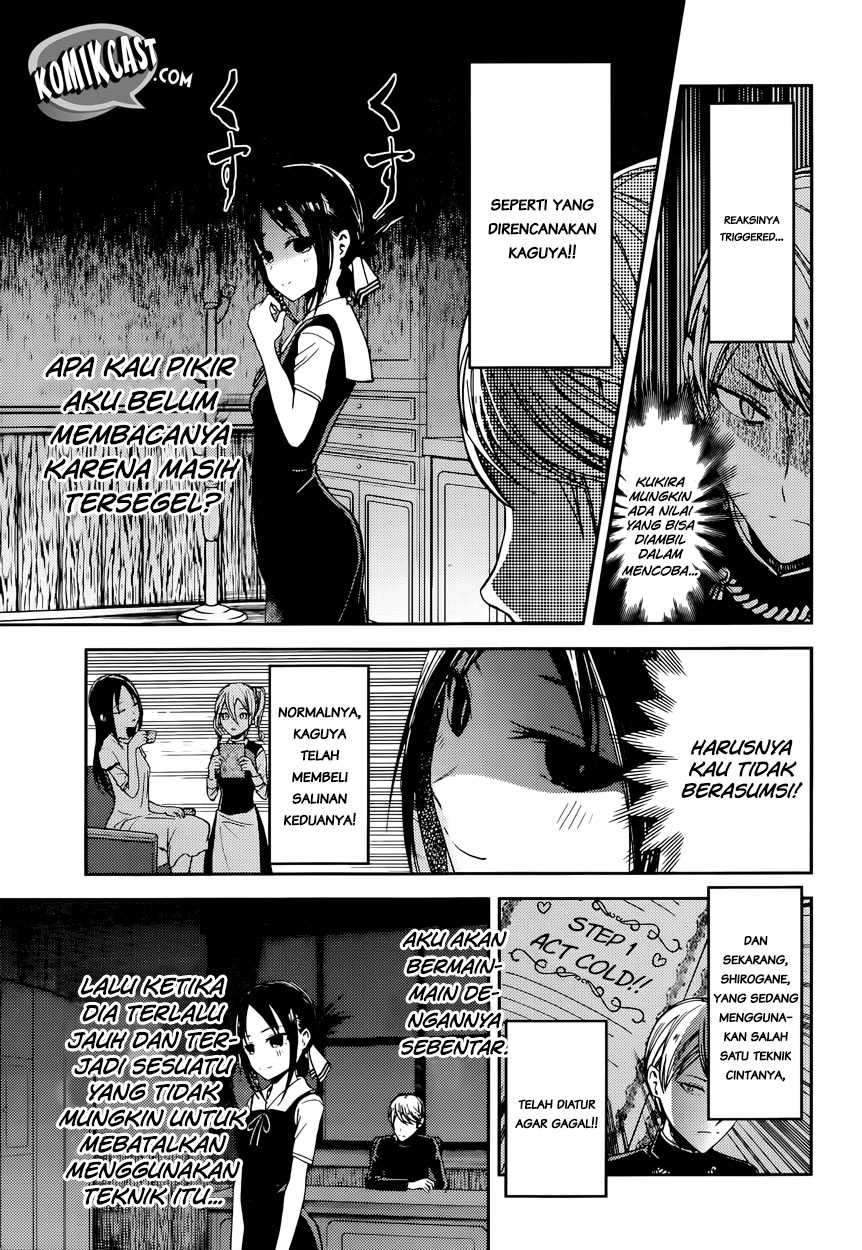 KOMIKCAST
.COM
REAKSINYA
TRIGGERED...
KUKIRA
MUNGKIN
ADA NILAI
YANG BISA
DIAMBIL
DALAM
MENCOBA...
SEPERTI YANG
DIRENCANAKAN
KAGUYA!!
くす
くす
APA KAU PIKIR
AKU BELUM
MEMBACANYA
KARENA MASIH
TERSEGEL?
HARUSNYA
KAU TIDAK
BERASUMSI!
NORMALNYA,
KAGUYA
TELAH
MEMBELI
SALINAN
KEDUANYA!
DAN
SEKARANG,
SHIROGANE,
YANG SEDANG
MENGGUNA-
KAN SALAH
SATU TEKNIK
CINTANYA,
STEP 1
ACT COLD!!
TELAH DIATUR
AGAR GAGAL!!
AKU AKAN
BERMAIN-
MAIN DE-
NGANNYA
SEBENTAR.
LALU KETIKA
DIA TERLALU
JAUH DAN TER-
JADI SESUATU
YANG TIDAK
MUNGKIN UNTUK
MEBATALKAN
MENGGUNAKAN
TEKNIK ITU...